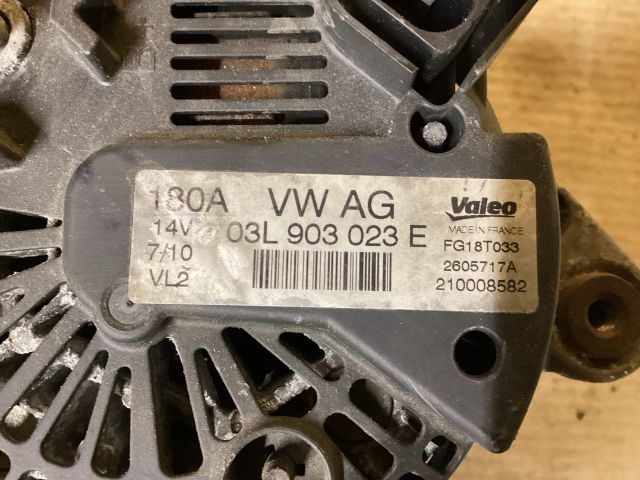 180A VW AG
14V 03L 903 023 E
7/10
VL2
Valeo
MADE IN FRANCE
FG18T033
2605717A
210008582